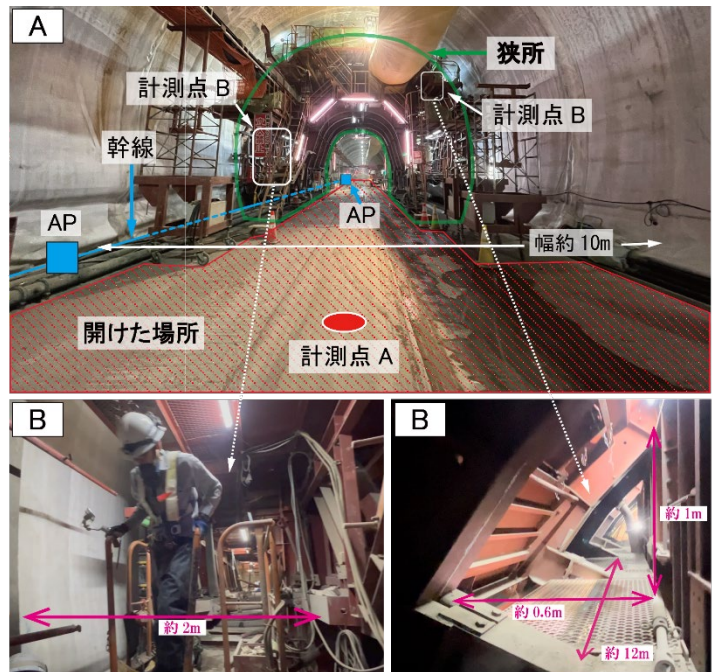 A
狭所
計測点 B
計測点 B
幹線
AP
AP
幅約 10m
開けた場所
計測点 A
B
約 2m
B
約 1m
約 0.6m
約 12m